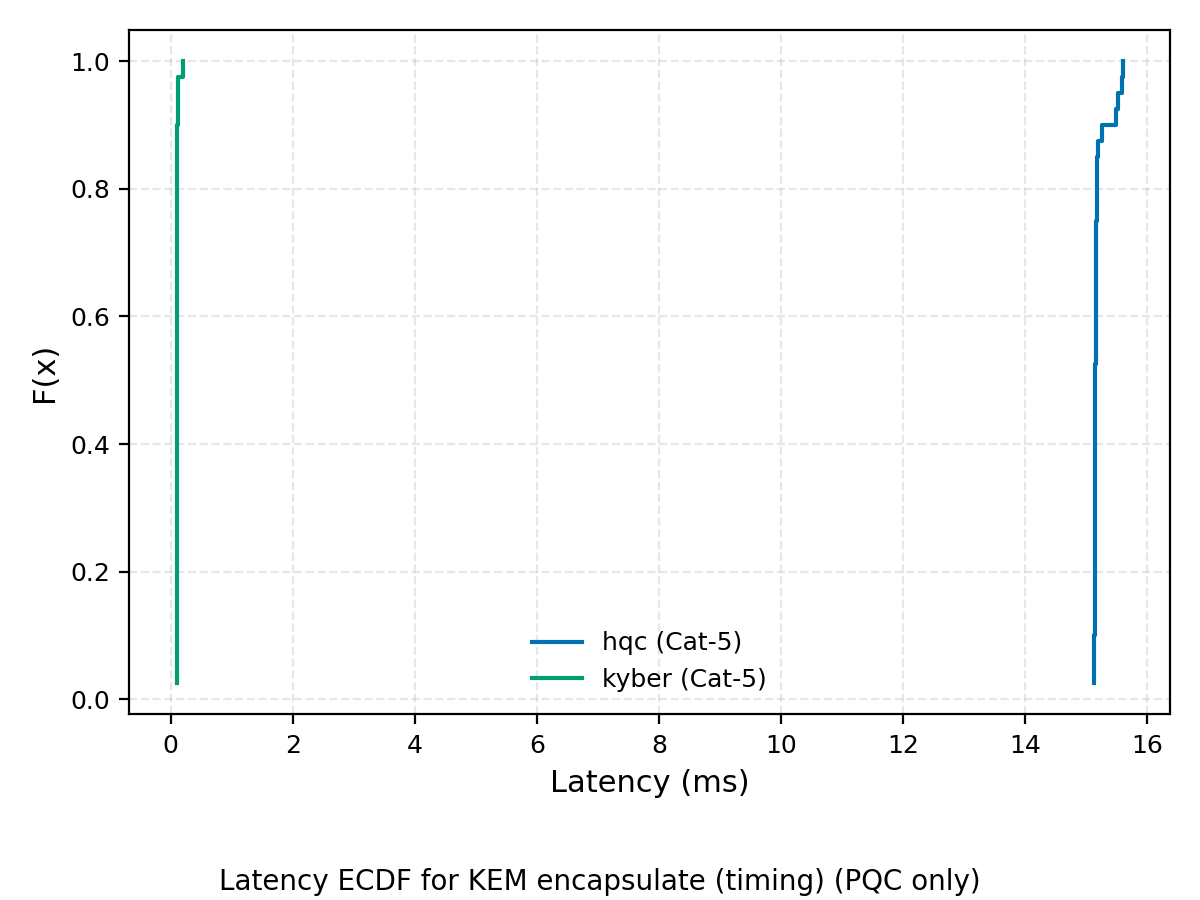 1.0
0.8
0.6
0.4
0.2
0.0
F(x)
hqc (Cat-5)
kyber (Cat-5)
0 2 4 6 8 10 12 14 16
Latency (ms)
Latency ECDF for KEM encapsulate (timing) (PQC only)